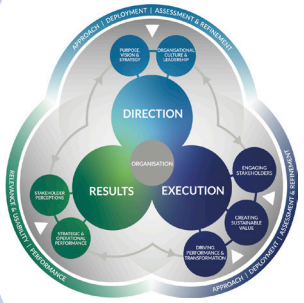 APPROACH | DEPLOYMENT | ASSESSMENT & REFINEMENT
PURPOSE,
VISION &
STRATEGY
ORGANISATIONAL
CULTURE &
LEADERSHIP
DIRECTION
ORGANISATION
RESULTS
EXECUTION
STAKEHOLDER
PERCEPTIONS
STRATEGIC &
OPERATIONAL
PERFORMANCE
ENGAGING
STAKEHOLDERS
CREATING
SUSTAINABLE
VALUE
DRIVING
PERFORMANCE &
TRANSFORMATION
RELEVANCE & USABILITY | PERFORMANCE
APPROACH | DEPLOYMENT | ASSESSMENT & REFINEMENT